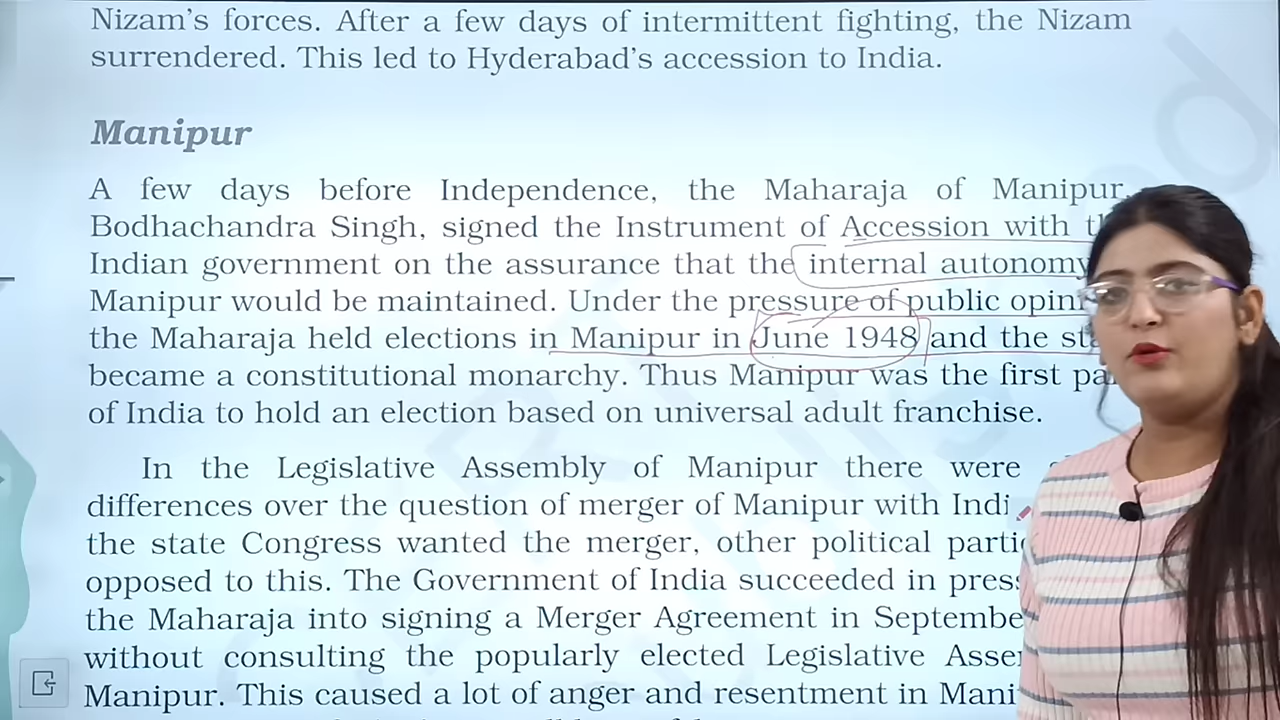 Nizam's forces. After a few days of intermittent fighting, the Nizam
surrendered. This led to Hyderabad's accession to India.
Manipur
A few days before Independence, the Maharaja of Manipur,
Bodhachandra Singh, signed the Instrument of Accession with
Indian government on the assurance that the internal autonomy
Manipur would be maintained. Under the pressure of public
the Maharaja held elections in Manipur in June 1948 and the
became a constitutional monarchy. Thus Manipur was the first
of India to hold an election based on universal adult franchise.
In the Legislative Assembly of Manipur there were
differences over the question of merger of Manipur with
the state Congress wanted the merger, other political
opposed to this. The Government of India succeeded in
the Maharaja into signing a Merger Agreement in
without consulting the popularly elected Legislative
Manipur. This caused a lot of anger and resentment in